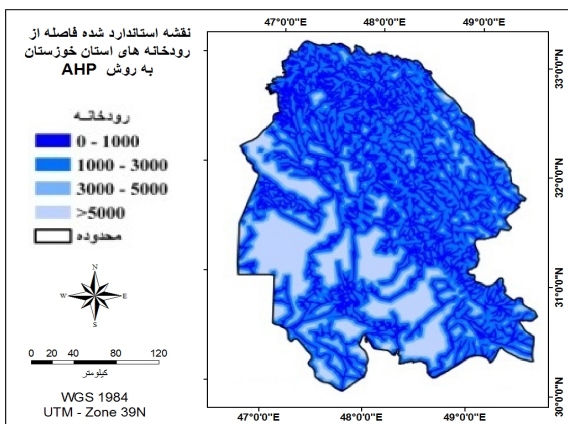 نقشه استاندارد شده فاصله از
رودخانه های استان خوزستان
به روش AHP
رودخانه
0 - 1000
1000 - 3000
3000 - 5000
>5000
محدوده
N
W E
S
0 20 40 80 120
کیلومتر
WGS 1984
UTM - Zone 39N
47°0'0"E 48°0'0"E 49°0'0"E
33°0'0"N
32°0'0"N
31°0'0"N
30°0'0"N
47°0'0"E 48°0'0"E 49°0'0"E